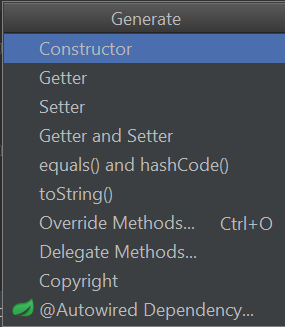 Generate
Constructor
Getter
Setter
Getter and Setter
equals() and hashCode()
toString()
Override Methods... Ctrl+O
Delegate Methods...
Copyright
@Autowired Dependency...